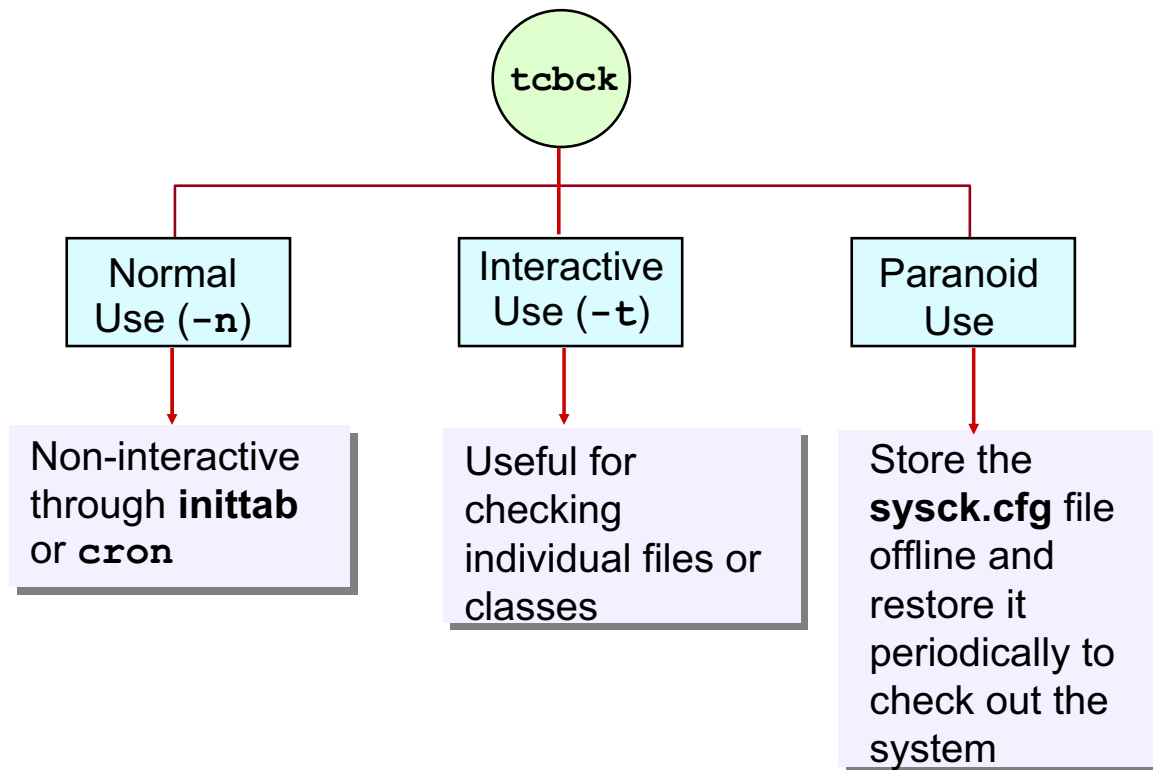 tcbck
Normal
Use (-n)
Interactive
Use (-t)
Paranoid
Use
Non-interactive
through inittab
or cron
Useful for
checking
individual files or
classes
Store the
sysck.cfg file
offline and
restore it
periodically to
check out the
system